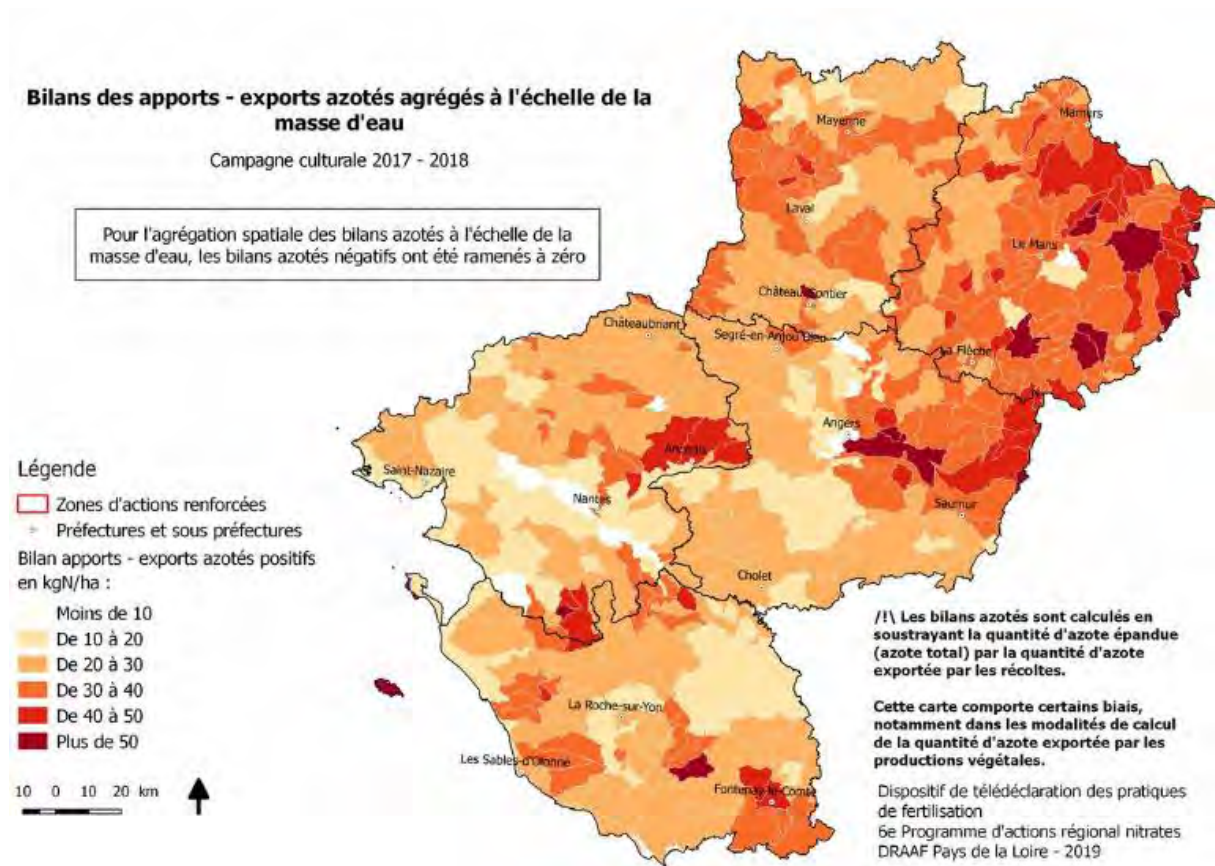 Bilans des apports - exports azotés agrégés à l'échelle de la
masse d'eau
Campagne culturale 2017 - 2018
Pour l'agrégation spatiale des bilans azotés à l'échelle de la
masse d'eau, les bilans azotés négatifs ont été ramenés à zéro
Mayenne
Mamers
Laval
Le Mans
Château-Gontier
Châteaubriant
Segré-en-Anjou Bleu
La Flèche
Angers
Ancenis
Saint-Nazaire
Nantes
Saumur
Cholet
La Roche-sur-Yon
Les Sables-d'Olonne
Fontenay-le-Comte
Légende
Zones d'actions renforcées
Préfectures et sous préfectures
Bilan apports - exports azotés positifs
en kgN/ha :
Moins de 10
De 10 à 20
De 20 à 30
De 30 à 40
De 40 à 50
Plus de 50
10 0 10 20 km
/!\ Les bilans azotés sont calculés en
soustrayant la quantité d'azote épandue
(azote total) par la quantité d'azote
exportée par les récoltes.
Cette carte comporte certains biais,
notamment dans les modalités de calcul
de la quantité d'azote exportée par les
productions végétales.
Dispositif de télédéclaration des pratiques
de fertilisation
6e Programme d'actions régional nitrates
DRAAF Pays de la Loire - 2019